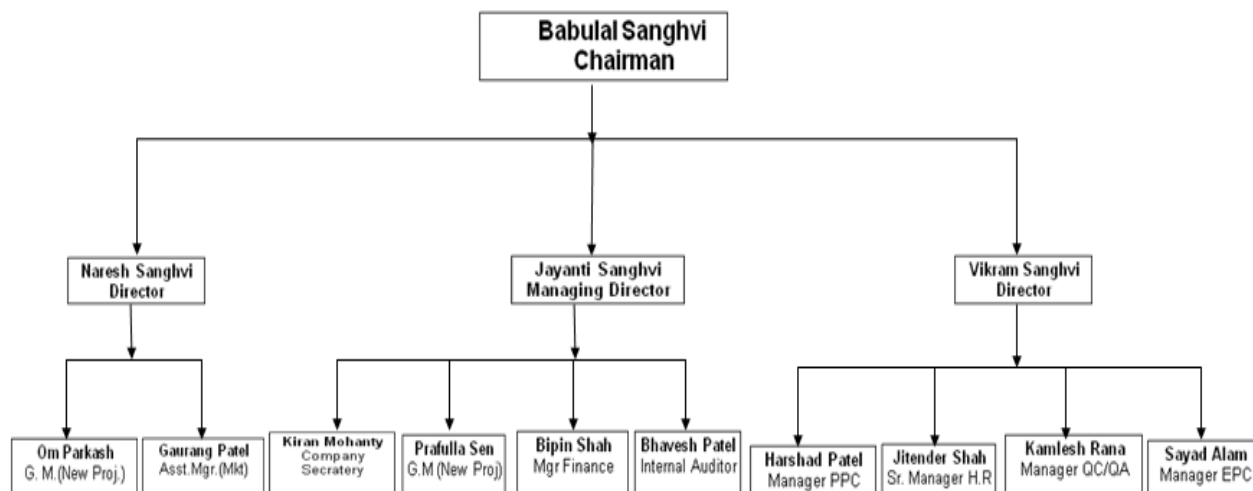 Babulal Sanghvi
Chairman
Naresh Sanghvi
Director
Jayanti Sanghvi
Managing Director
Vikram Sanghvi
Director
Om Parkash
G. M.(New Proj.)
Gaurang Patel
Asst.Mgr.(Mkt)
Kiran Mohanty
Company
Secratery
Prafulla Sen
G.M(New Proj)
Bipin Shah
Mgr Finance
Bhavesh Patel
Internal Auditor
Harshad Patel
Manager PPC
Jitender Shah
Sr. Manager H.R
Kamlesh Rana
Manager QC/QA
Sayad Alam
Manager EPC